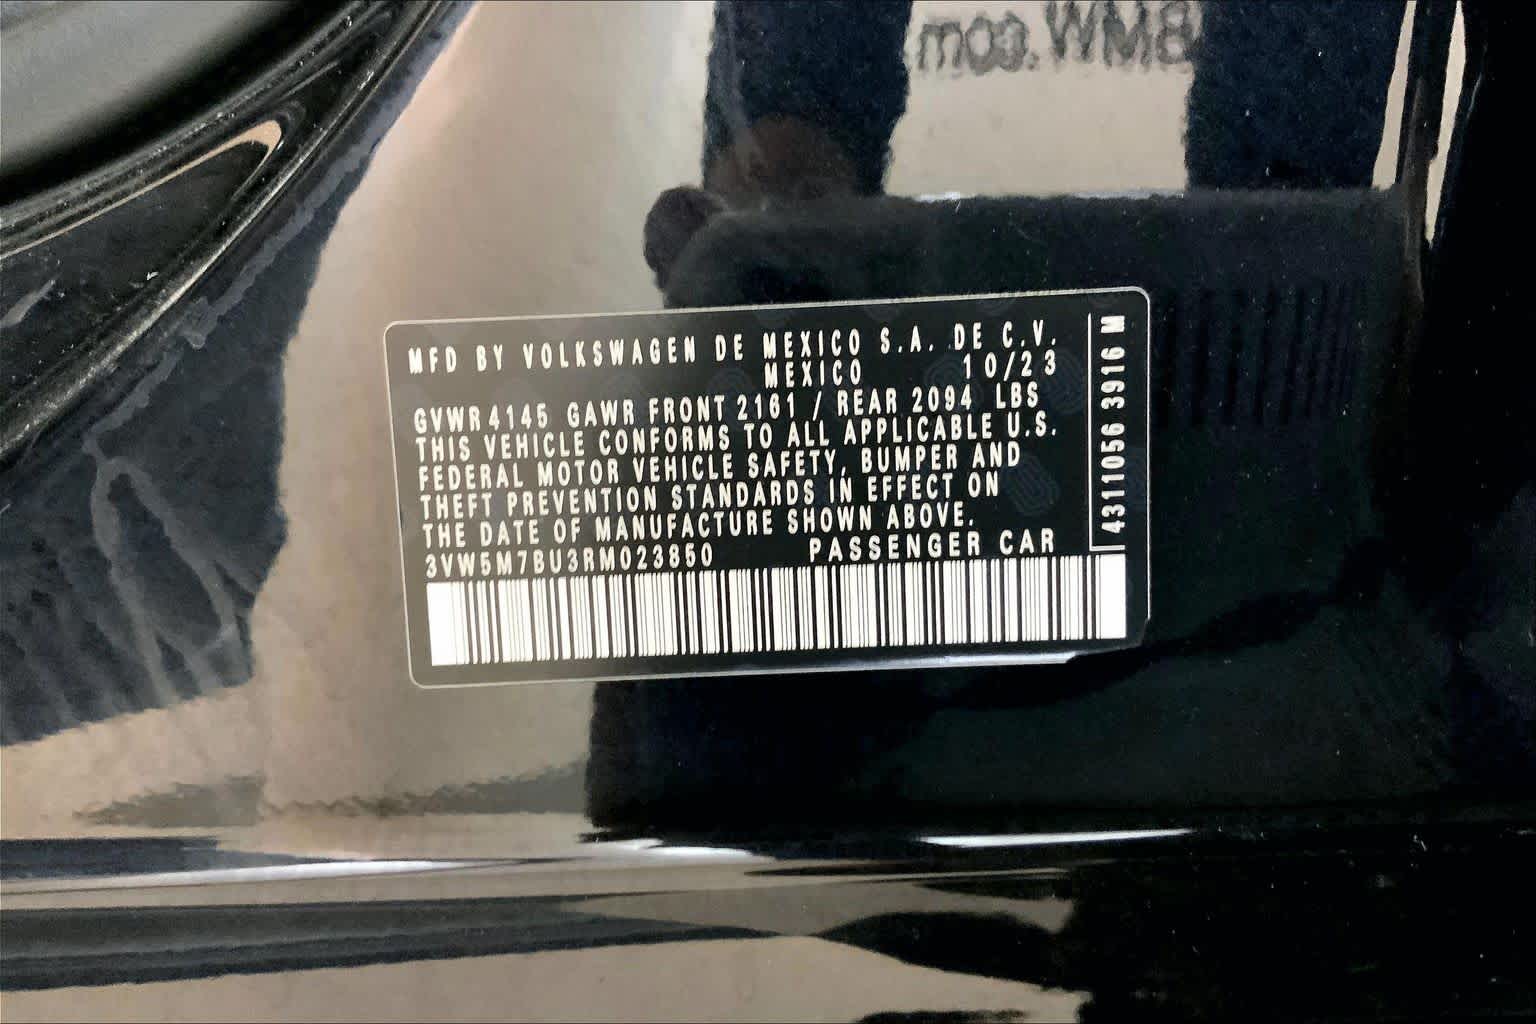 MFD BY VOLKSWAGEN DE MEXICO S.A. DE C.V.
MEXICO 10/23
GVWR 4145 GAWR FRONT 2161 / REAR 2094 LBS
THIS VEHICLE CONFORMS TO ALL APPLICABLE U.S.
FEDERAL MOTOR VEHICLE SAFETY, BUMPER AND
THEFT PREVENTION STANDARDS IN EFFECT ON
THE DATE OF MANUFACTURE SHOWN ABOVE.
3VW5M7BU3RM023850 PASSENGER CAR
4311056 3916 M